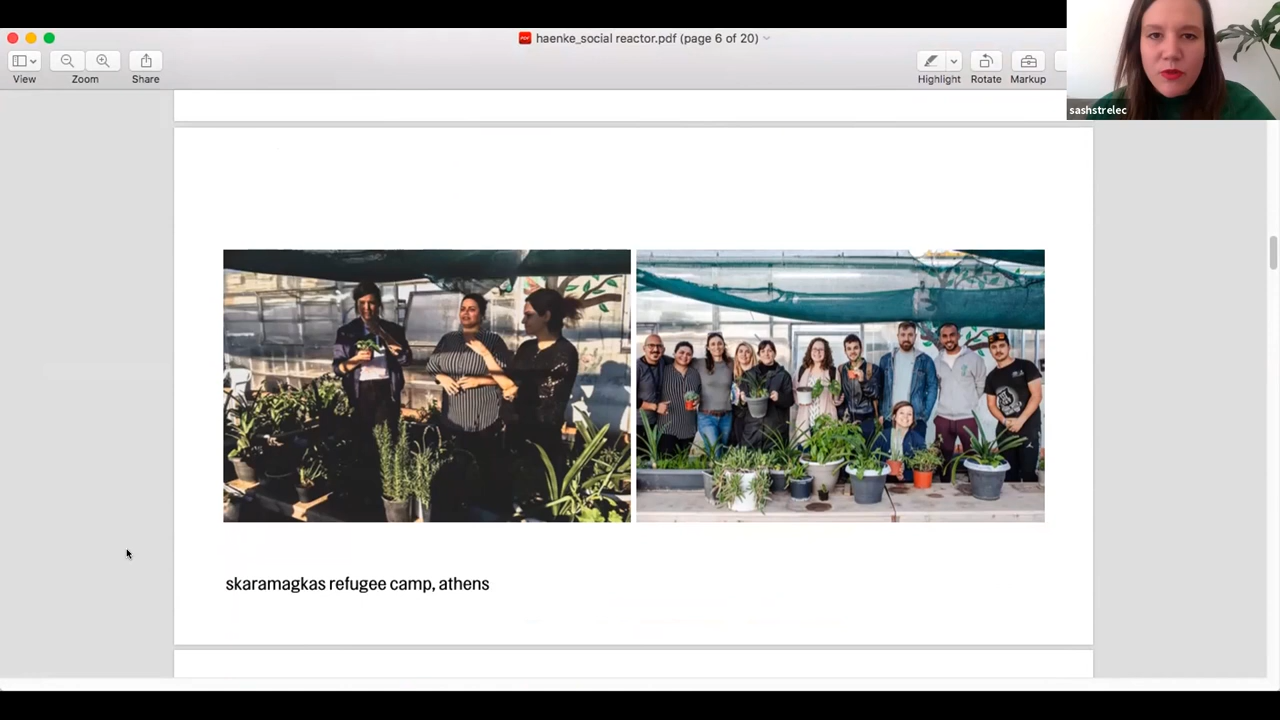 haenke_social reactor.pdf (page 6 of 20)
View
Zoom
Share
Highlight
Rotate
Markup
sashstrelec
skaramagkas refugee camp, athens